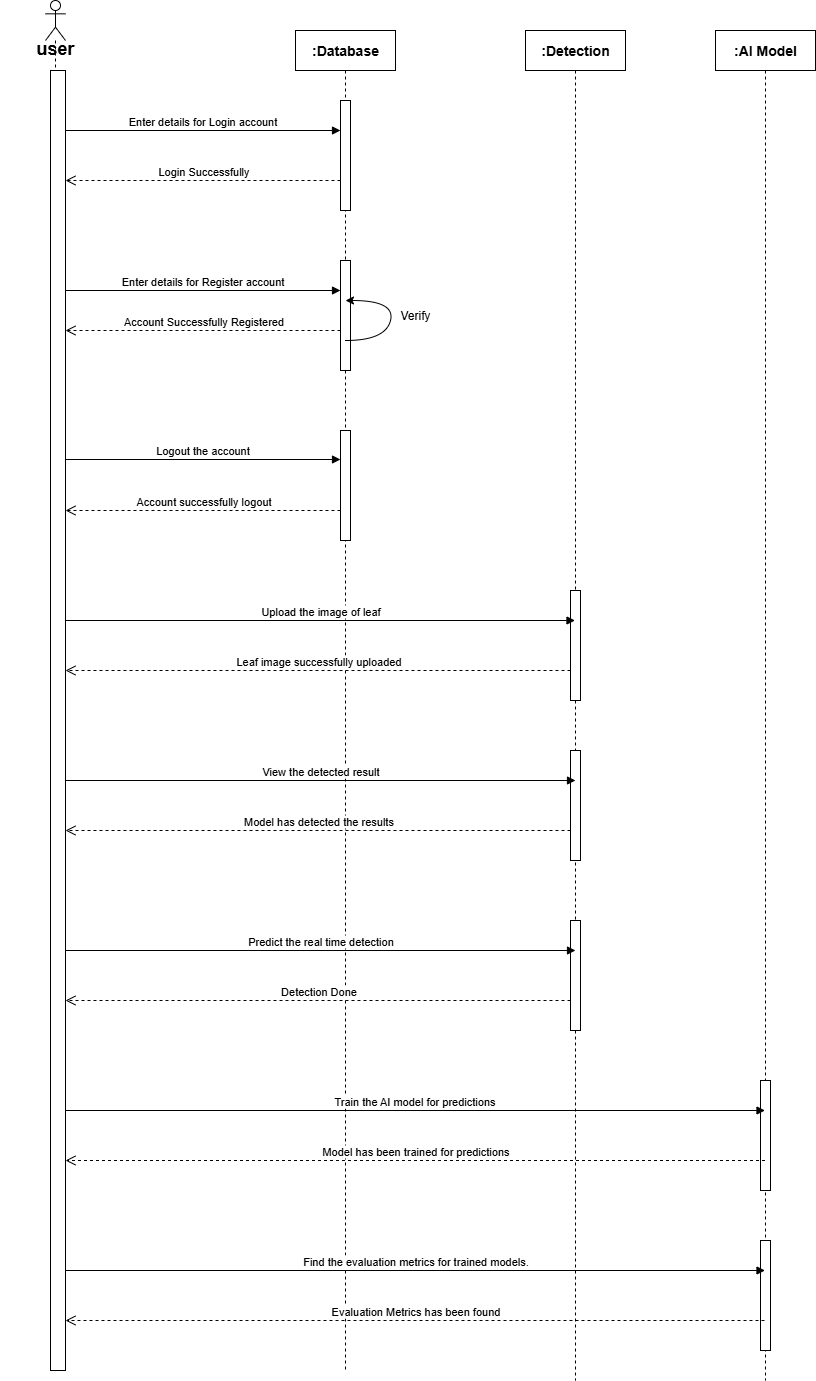 user
:Database
:Detection
:AI Model
Enter details for Login account
Login Successfully
Enter details for Register account
Verify
Account Successfully Registered
Logout the account
Account successfully logout
Upload the image of leaf
Leaf image successfully uploaded
View the detected result
Model has detected the results
Predict the real time detection
Detection Done
Train the AI model for predictions
Model has been trained for predictions
Find the evaluation metrics for trained models.
Evaluation Metrics has been found